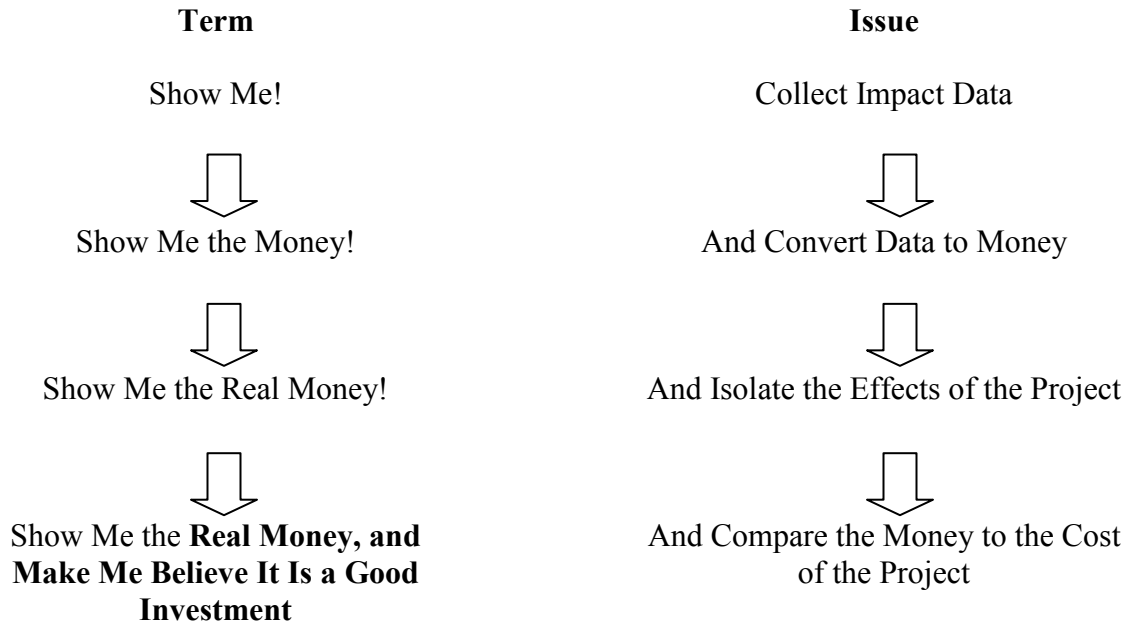 Term
Issue
Show Me!
Collect Impact Data
Show Me the Money!
And Convert Data to Money
Show Me the Real Money!
And Isolate the Effects of the Project
Show Me the Real Money, and
Make Me Believe It Is a Good
Investment
And Compare the Money to the Cost
of the Project